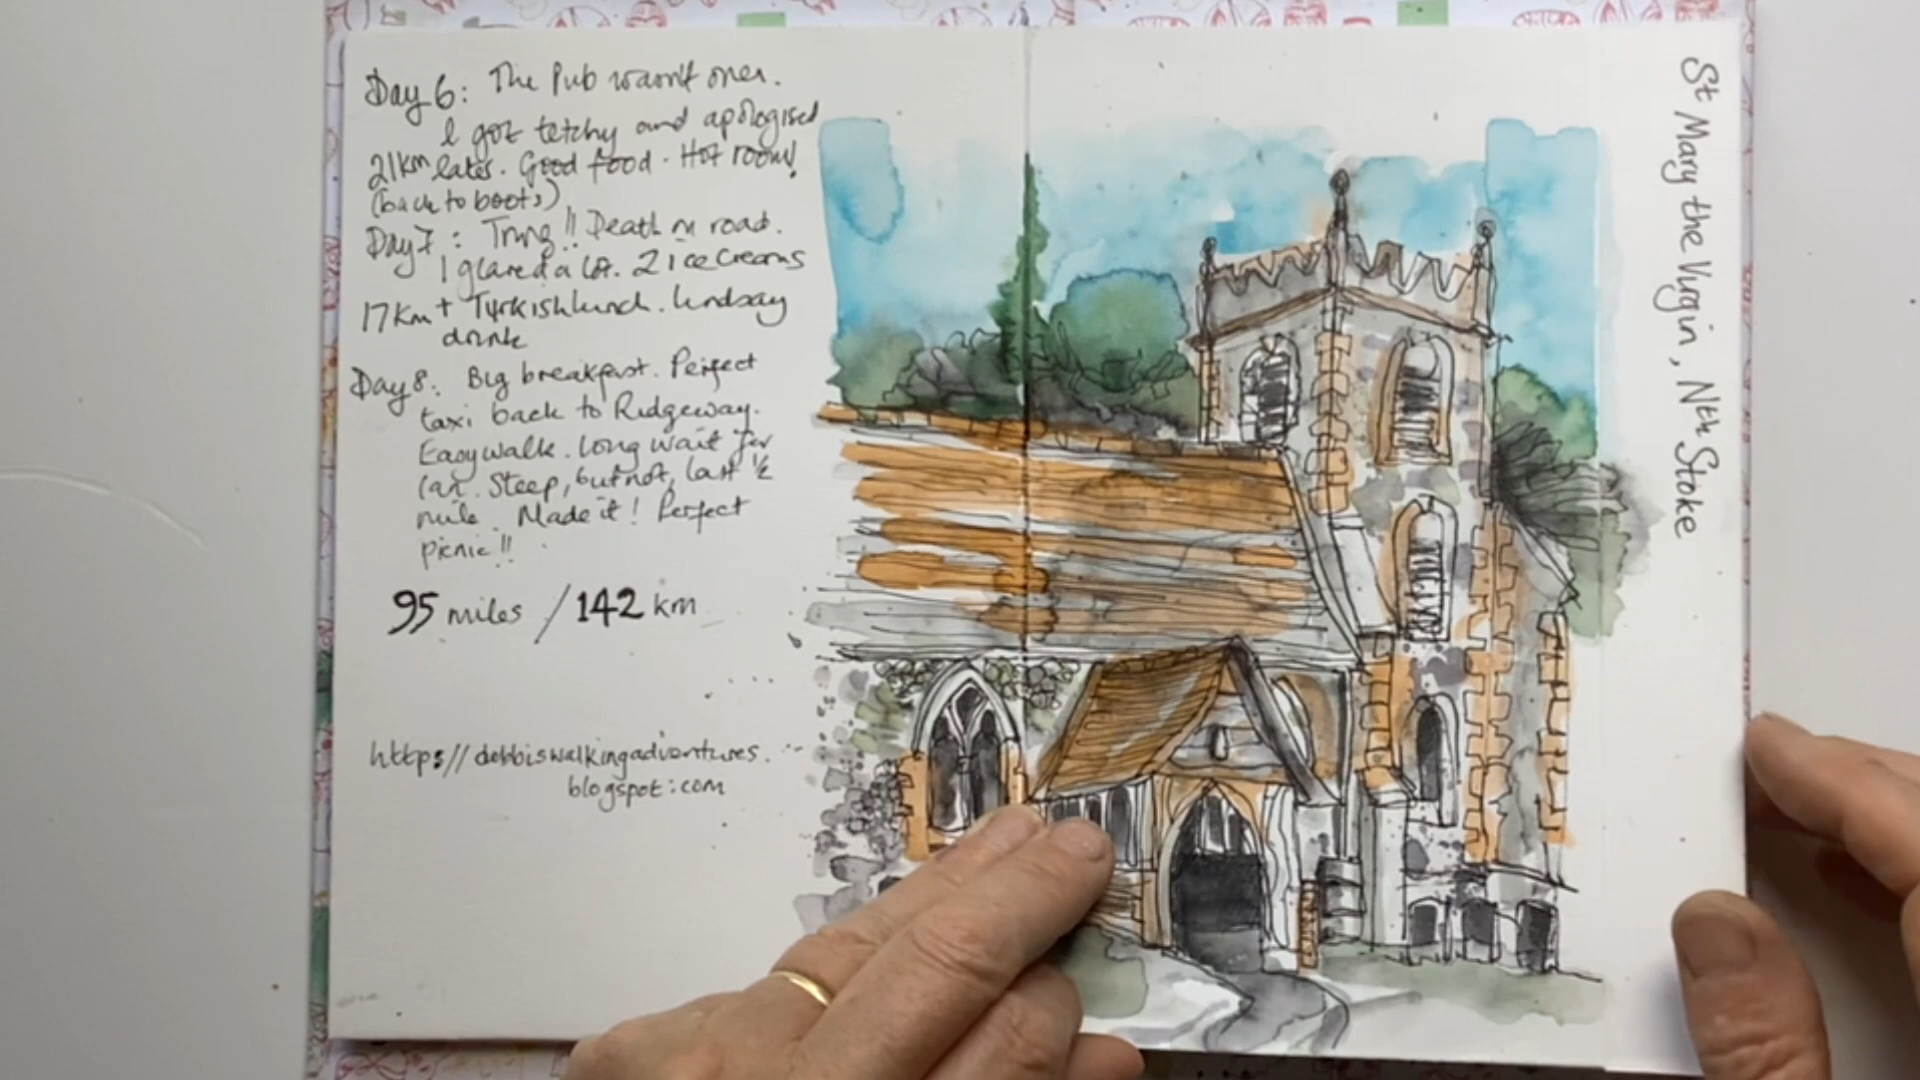 Day 6: The Pub wasn't open.
I got tetchy and apologised
21km later. Good food. Hot room!
(back to boots)
Day 7: Tring!! Death on road.
I glared a lot. 2 ice creams
17km + Turkish lunch. Lindsay
drink
Day 8: Big breakfast. Perfect
taxi back to Ridgeway.
Easy walk. Long wait for
car. Steep, but not, last ½
mile. Made it! Perfect
picnic!!
95 miles / 142 km
https://debbiswalkingadventures.
blogspot.com
St Mary the Virgin, Nth Stoke